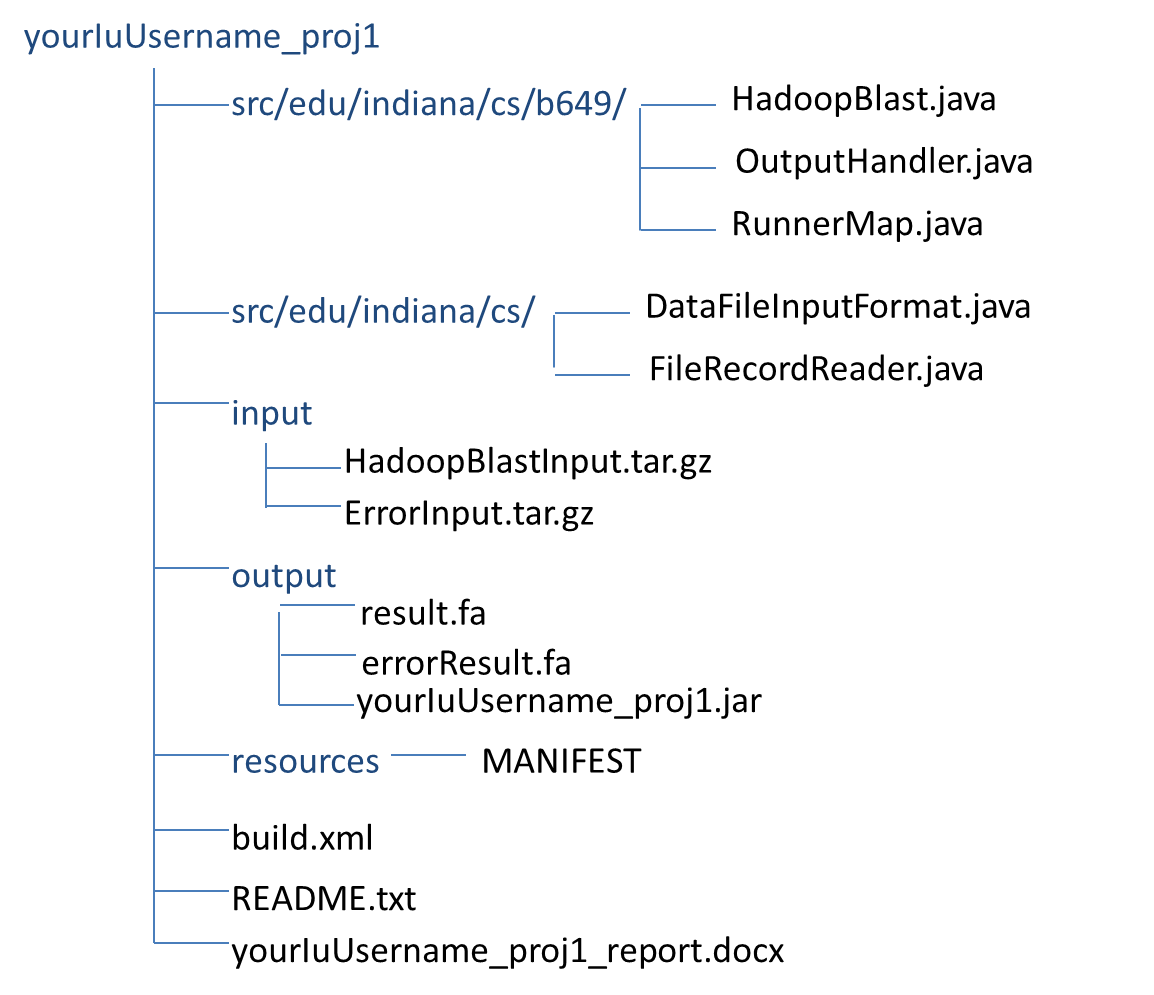 yourIuUsername_proj1
src/edu/indiana/cs/b649/
HadoopBlast.java
OutputHandler.java
RunnerMap.java
src/edu/indiana/cs/
DataFileInputFormat.java
FileRecordReader.java
input
HadoopBlastInput.tar.gz
ErrorInput.tar.gz
output
result.fa
errorResult.fa
yourIuUsername_proj1.jar
resources
MANIFEST
build.xml
README.txt
yourIuUsername_proj1_report.docx